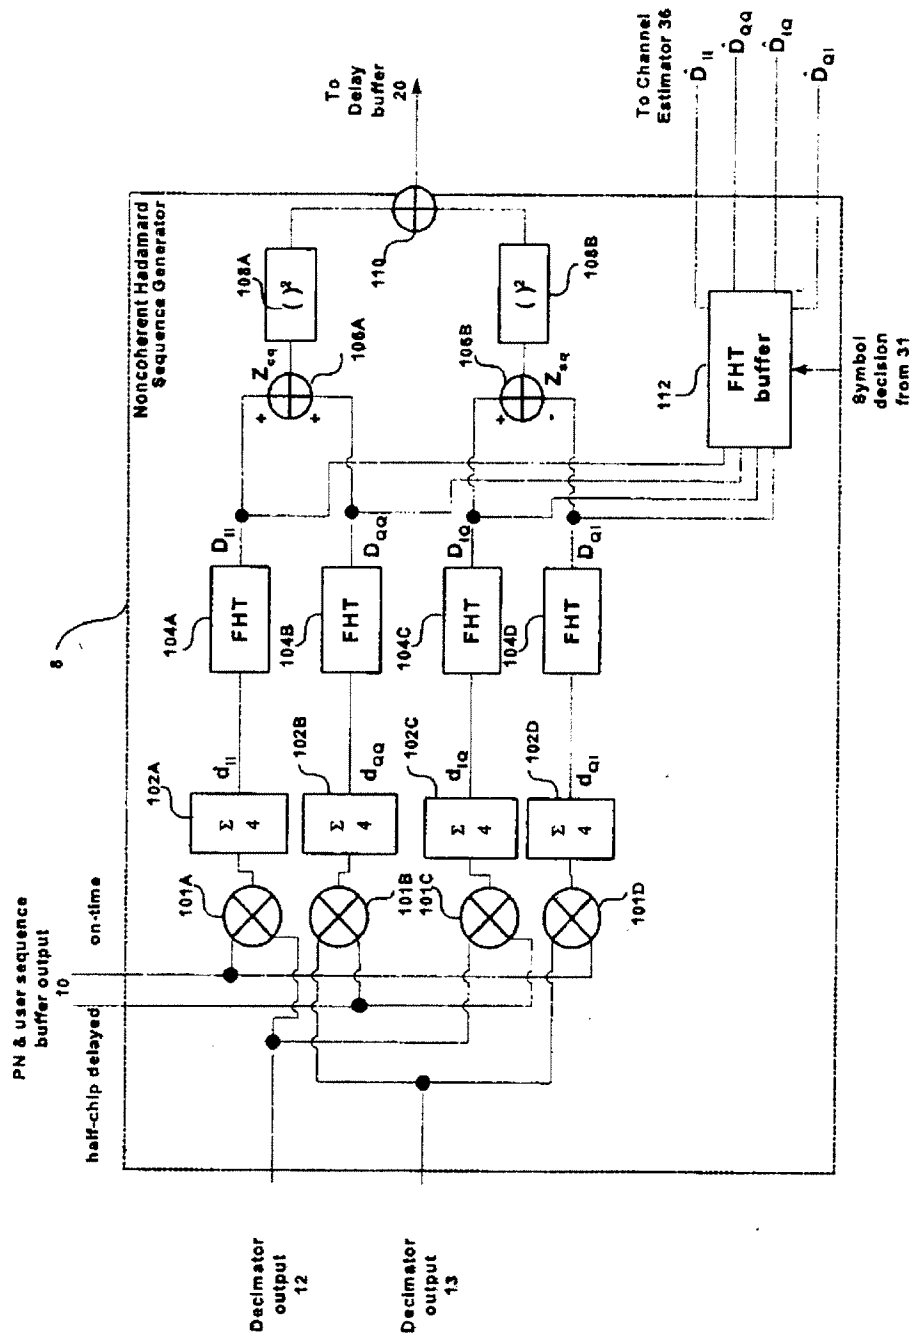 PN & user sequence
buffer output
10
half-chip delayed
on-time
8
Noncoherent Hadamard
Sequence Generator
Decimator
output
12
Decimator
output
13
101A
101B
101C
101D
102A
Σ
4
102B
Σ
4
102C
Σ
4
102D
Σ
4
d_II
d_QQ
d_IQ
d_QI
104A
FHT
104B
FHT
104C
FHT
104D
FHT
D_II
D_QQ
D_IQ
D_QI
+
+
Z_cq
106A
+
-
Z_sq
106B
108A
( )²
108B
( )²
110
To
Delay
buffer
20
112
FHT
buffer
Symbol
decision
from 31
To Channel
Estimator 36
D̂_II
D̂_QQ
D̂_IQ
D̂_QI